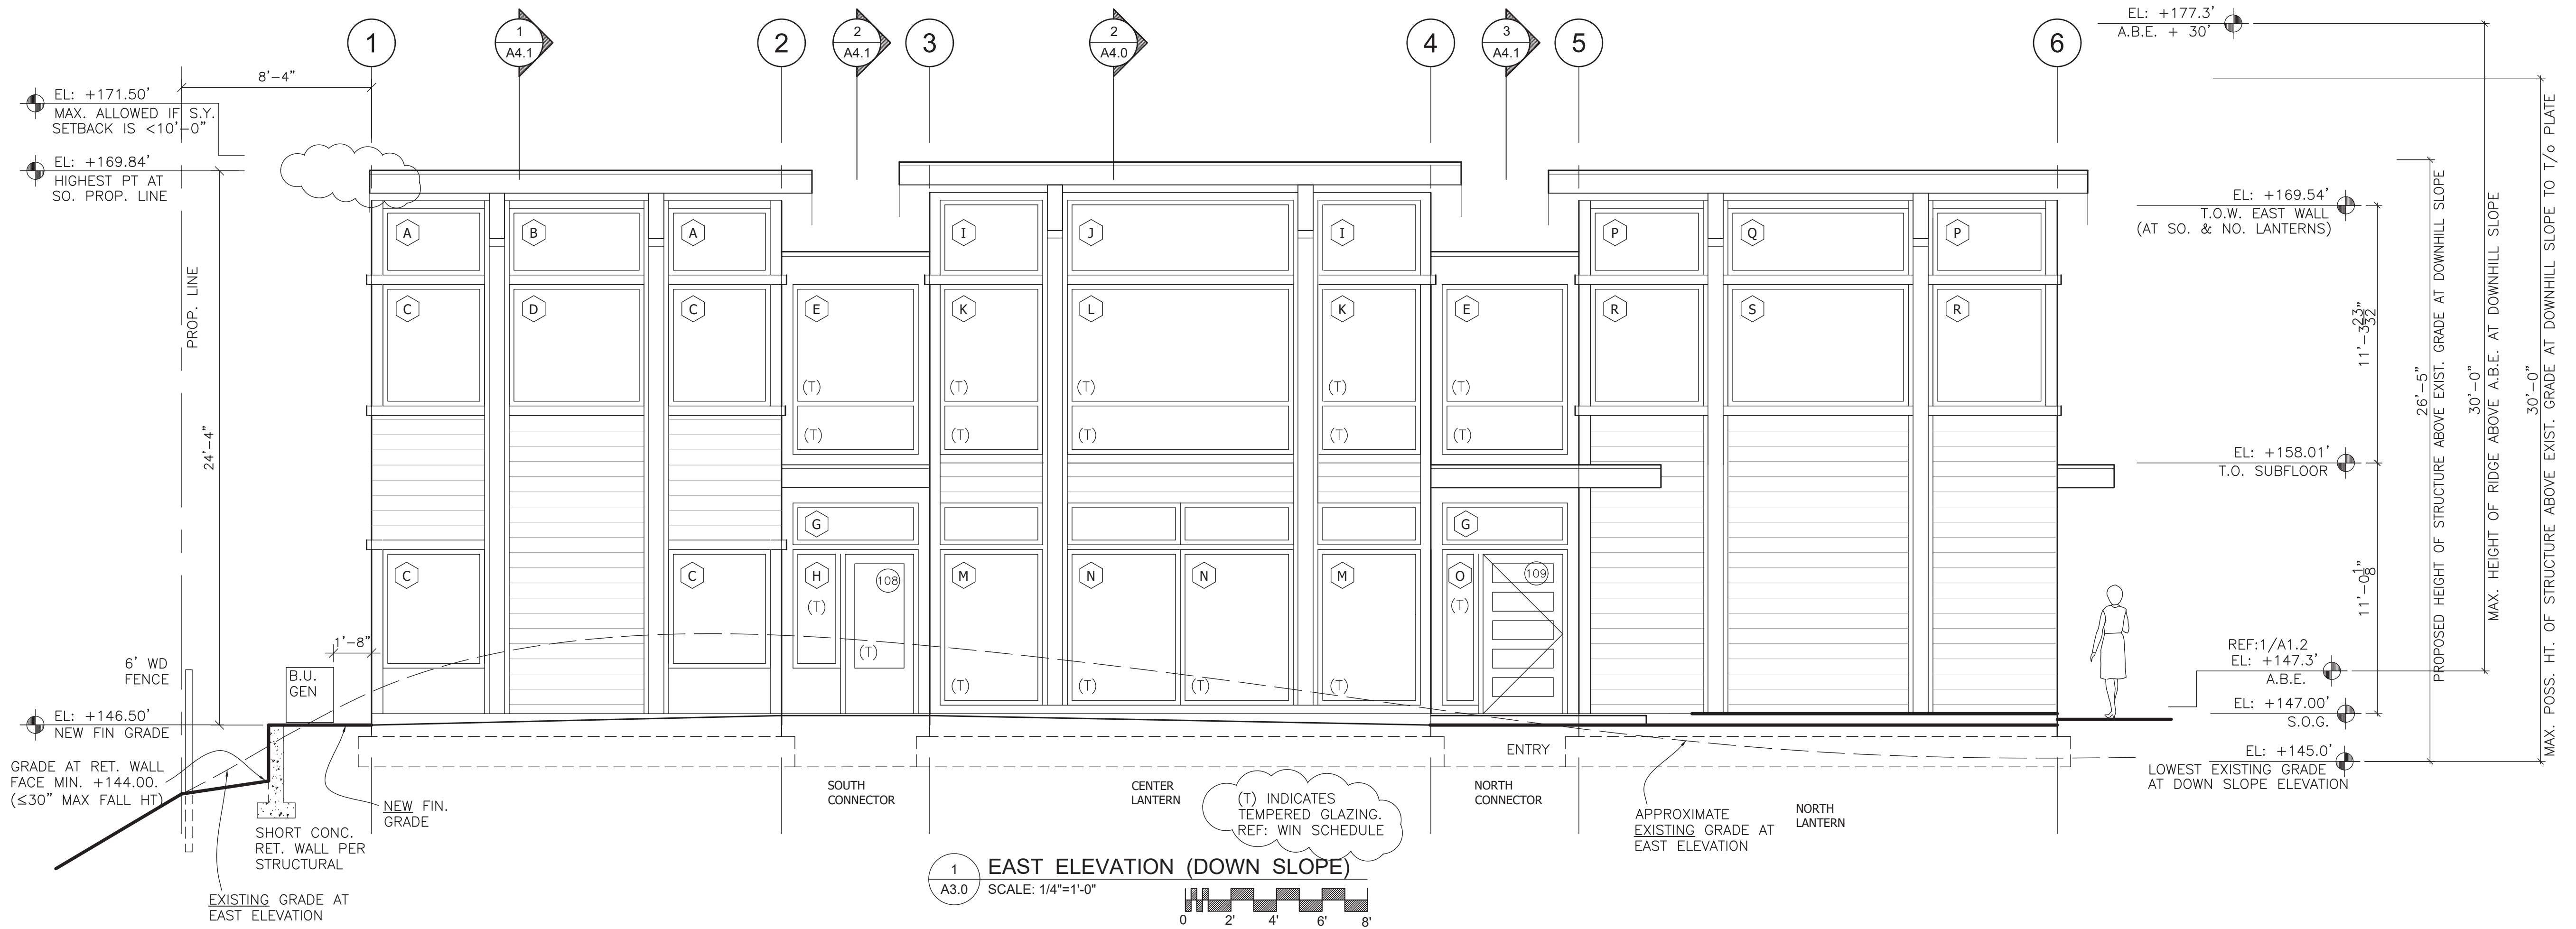 1
1
A4.1
2
2
A4.1
3
2
A4.0
4
3
A4.1
5
6
EL: +177.3'
A.B.E. + 30'
8'-4"
EL: +171.50'
MAX. ALLOWED IF S.Y.
SETBACK IS <10'-0"
EL: +169.84'
HIGHEST PT AT
SO. PROP. LINE
PROP. LINE
24'-4"
A
B
A
I
J
I
P
Q
P
C
D
C
E
K
L
K
E
R
S
R
(T)
(T)
(T)
(T)
(T)
(T)
(T)
(T)
(T)
(T)
G
G
C
C
H
108
M
N
N
M
O
109
(T)
(T)
(T)
(T)
(T)
(T)
(T)
(T)
EL: +169.54'
T.O.W. EAST WALL
(AT SO. & NO. LANTERNS)
11'-3 23/32"
EL: +158.01'
T.O. SUBFLOOR
11'-0 1/8"
REF:1/A1.2
EL: +147.3'
A.B.E.
EL: +147.00'
S.O.G.
EL: +145.0'
LOWEST EXISTING GRADE
AT DOWN SLOPE ELEVATION
26'-5"
PROPOSED HEIGHT OF STRUCTURE ABOVE EXIST. GRADE AT DOWNHILL SLOPE
30'-0"
MAX. HEIGHT OF RIDGE ABOVE A.B.E. AT DOWNHILL SLOPE
30'-0"
MAX. POSS. HT. OF STRUCTURE ABOVE EXIST. GRADE AT DOWNHILL SLOPE TO T/o PLATE
1'-8"
6' WD
FENCE
B.U.
GEN
EL: +146.50'
NEW FIN GRADE
GRADE AT RET. WALL
FACE MIN. +144.00.
(≤30" MAX FALL HT)
NEW FIN.
GRADE
SHORT CONC.
RET. WALL PER
STRUCTURAL
EXISTING GRADE AT
EAST ELEVATION
SOUTH
CONNECTOR
CENTER
LANTERN
ENTRY
NORTH
CONNECTOR
(T) INDICATES
TEMPERED GLAZING.
REF: WIN SCHEDULE
APPROXIMATE
EXISTING GRADE AT
EAST ELEVATION
NORTH
LANTERN
1
A3.0
EAST ELEVATION (DOWN SLOPE)
SCALE: 1/4"=1'-0"
0 2' 4' 6' 8'